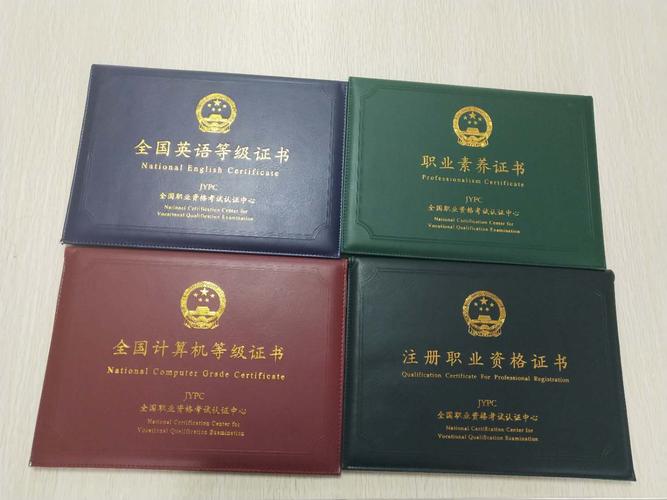 全国英语等级证书
National English Certificate
JYPC
全国职业资格考试认证中心
National Certification Center for
Vocational Qualification Examination
职业素养证书
Professionalism Certificate
JYPC
全国职业资格考试认证中心
National Certification Center for
Vocational Qualification Examination
全国计算机等级证书
National Computer Grade Certificate
JYPC
全国职业资格考试认证中心
National Certification Center for
Vocational Qualification Examination
注册职业资格证书
Qualification Certificate For Professional Registration
JYPC
全国职业资格考试认证中心
National Certification Center for
Vocational Qualification Examination